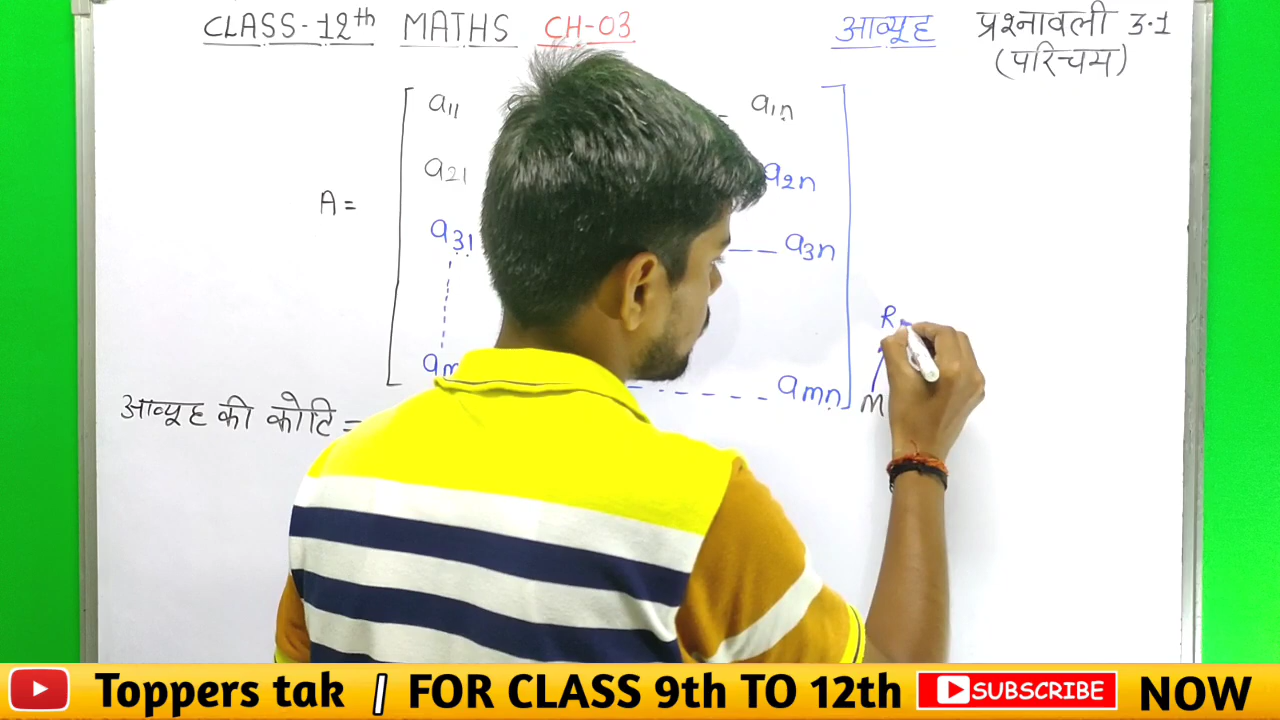 CLASS-12th MATHS CH-03 आव्यूह प्रश्नावली 3.1
(परिचय)
a11 a1n
a21 a2n
A =
a31 — — a3n
am - - - - - amn
R
M
आव्यूह की कोटि =
Toppers tak | FOR CLASS 9th TO 12th SUBSCRIBE NOW